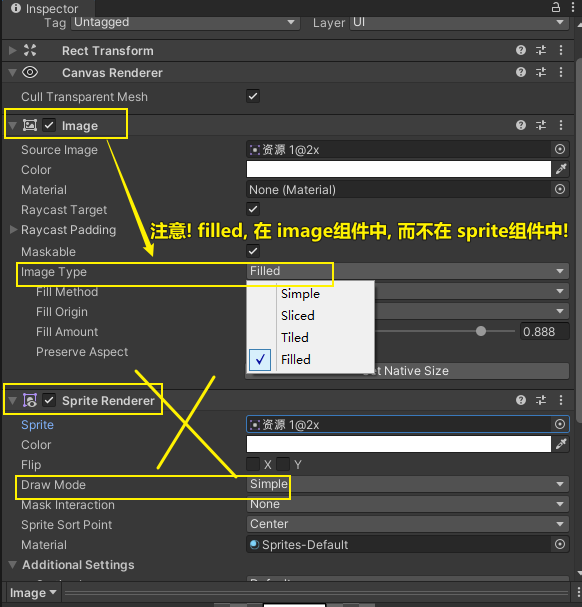 Inspector
Tag Untagged Layer UI
Rect Transform
Canvas Renderer
Cull Transparent Mesh
Image
Source Image 资源 1@2x
Color
Material None (Material)
Raycast Target
Raycast Padding
注意! filled, 在 image组件中, 而不在 sprite组件中!
Maskable
Image Type Filled
Fill Method Simple
Fill Origin Sliced
Fill Amount Tiled 0.888
Preserve Aspect Filled
Native Size
Sprite Renderer
Sprite 资源 1@2x
Color
Flip X Y
Draw Mode Simple
Mask Interaction None
Sprite Sort Point Center
Material Sprites-Default
Additional Settings
Image